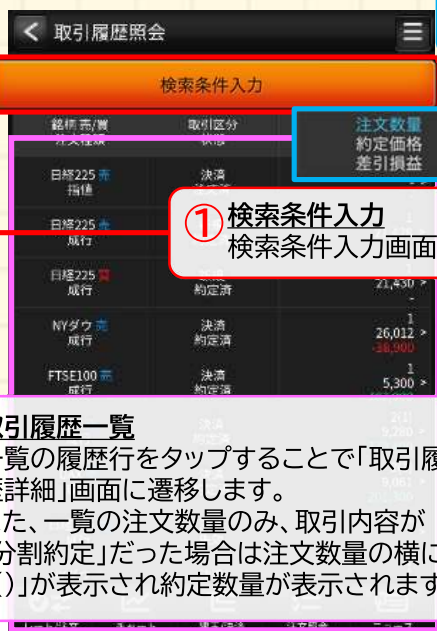 取引履歴照会
検索条件入力
銘柄 売/買 取引区分 注文数量
注文種類 状態 約定価格
差引損益
日経225 売 決済
指値
日経225 売
成行
① 検索条件入力
検索条件入力画面
日経225 買
成行 約定済 21,430 >
-
NYダウ 売 決済 1
成行 約定済 26,012 >
-38,900
FTSE100 売 決済 1
成行 約定済 5,300 >
取引履歴一覧
一覧の履歴行をタップすることで「取引履
歴詳細」画面に遷移します。
た、一覧の注文数量のみ、取引内容が
分割約定」だった場合は注文数量の横に
( )」が表示され約定数量が表示されます